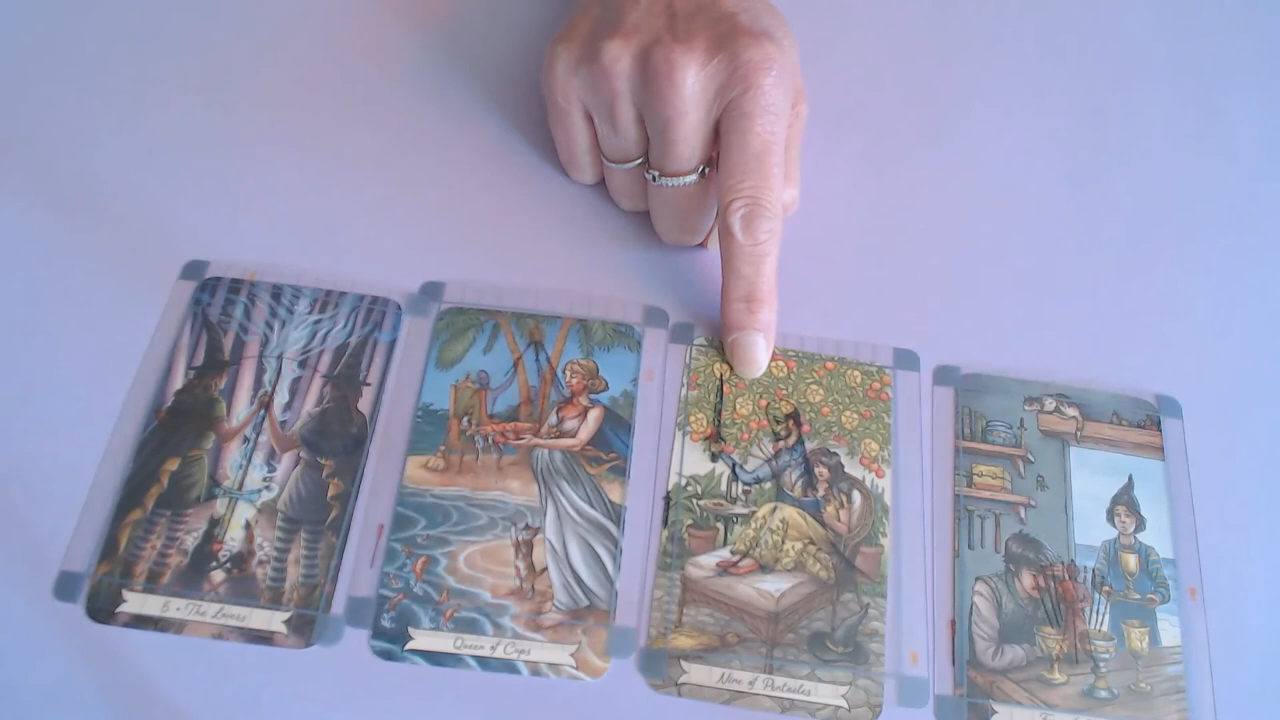 6 • The Lovers
Queen of Cups
Nine of Pentacles